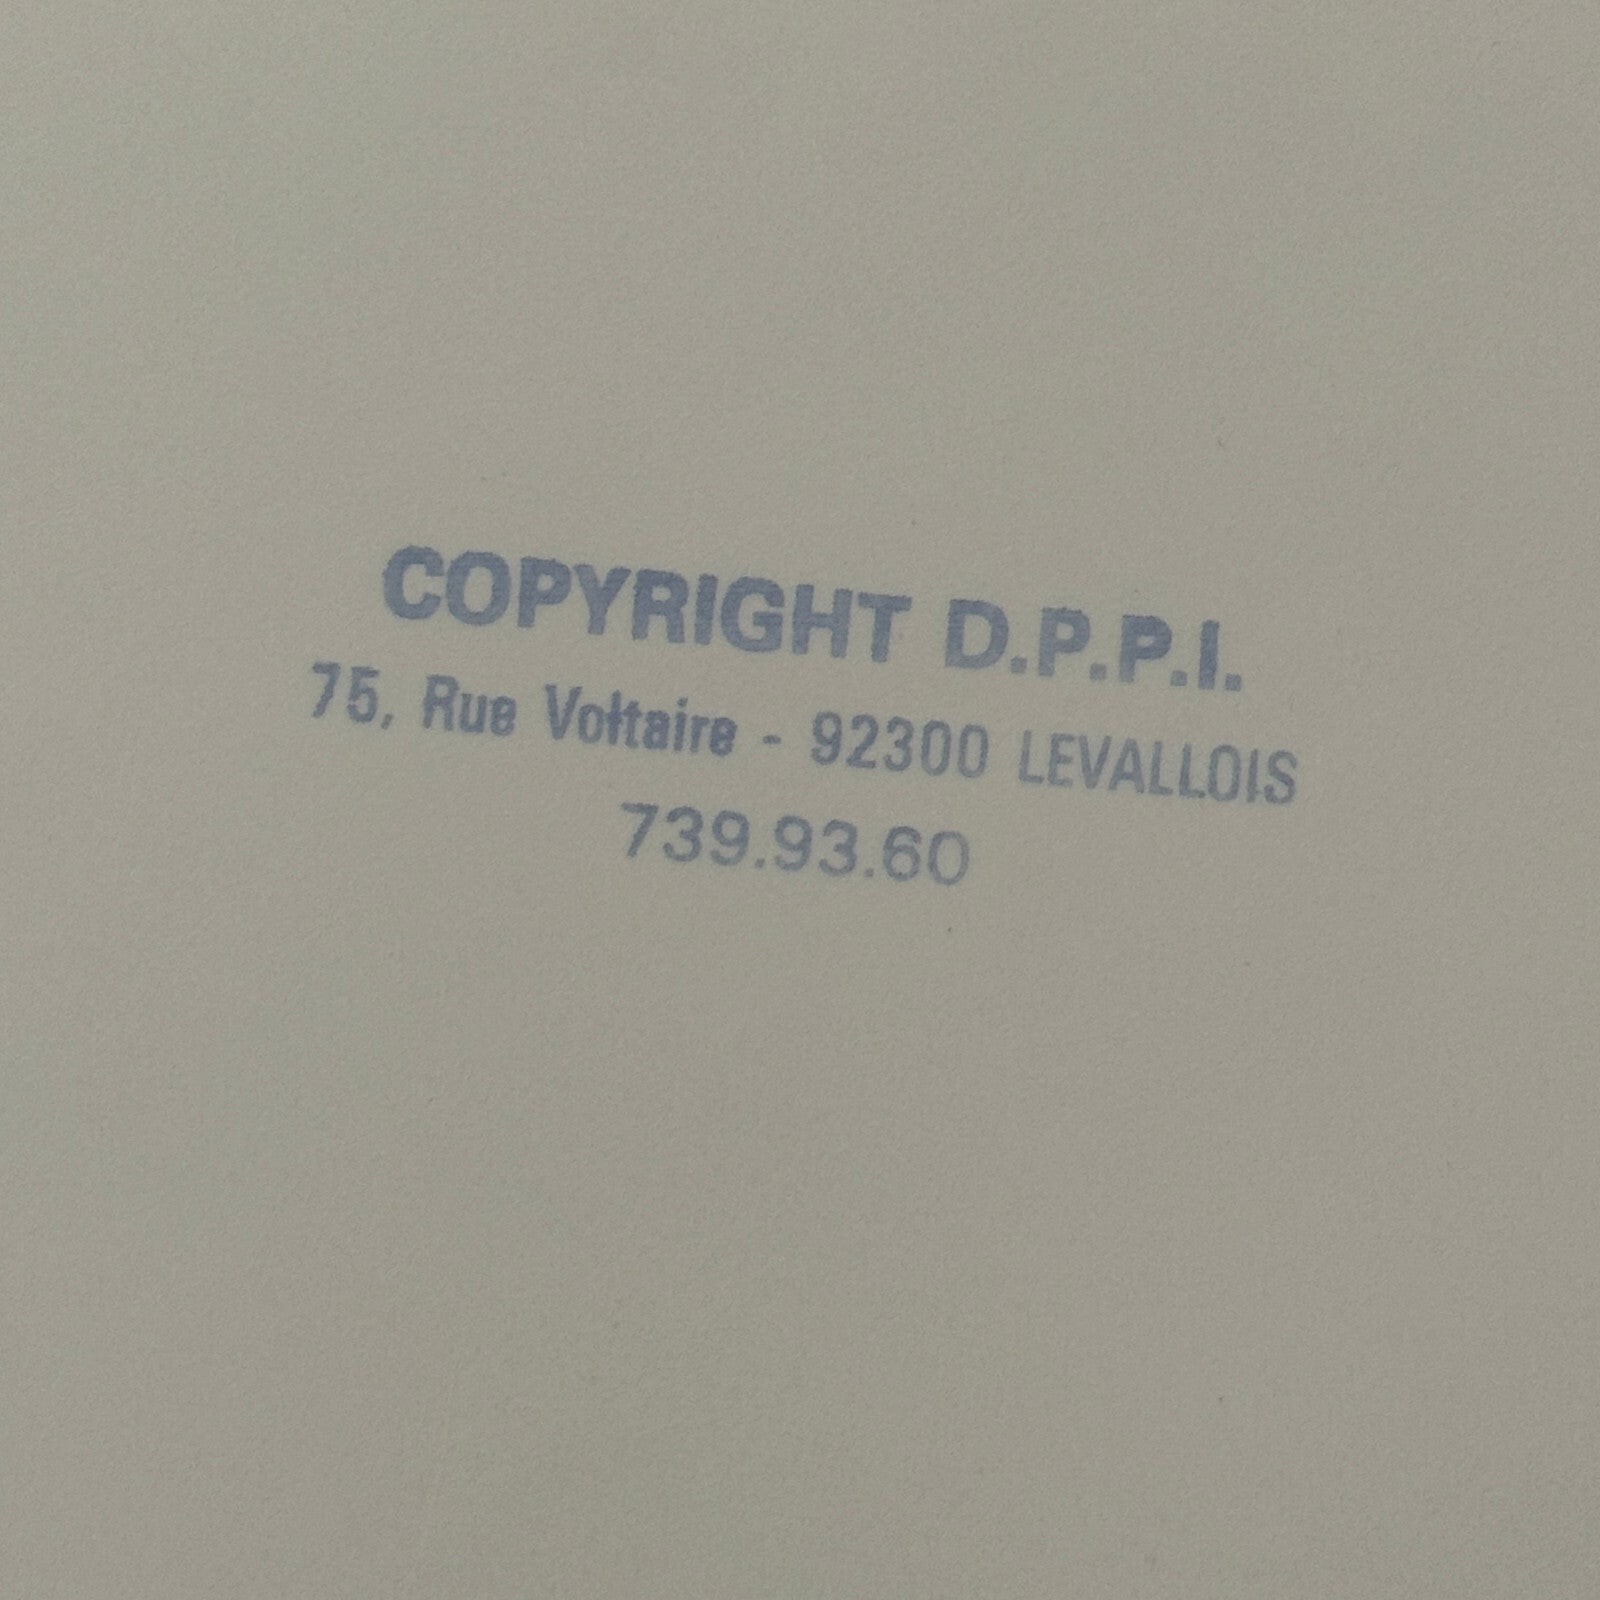 COPYRIGHT D.P.P.I.
75, Rue Voltaire - 92300 LEVALLOIS
739.93.60